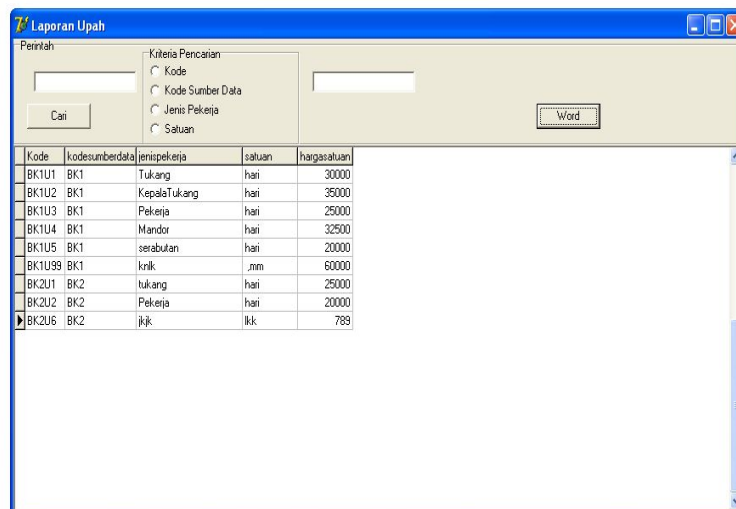 Laporan Upah
Perintah
Kriteria Pencarian
Kode
Kode Sumber Data
Jenis Pekerja
Satuan
Cari
Word
Kode kodesumberdata jenispekerja satuan hargasatuan
BK1U1 BK1 Tukang hari 30000
BK1U2 BK1 KepalaTukang hari 35000
BK1U3 BK1 Pekerja hari 25000
BK1U4 BK1 Mandor hari 32500
BK1U5 BK1 serabutan hari 20000
BK1U99 BK1 knlk ,mm 60000
BK2U1 BK2 tukang hari 25000
BK2U2 BK2 Pekerja hari 20000
BK2U6 BK2 jkjk lkk 789